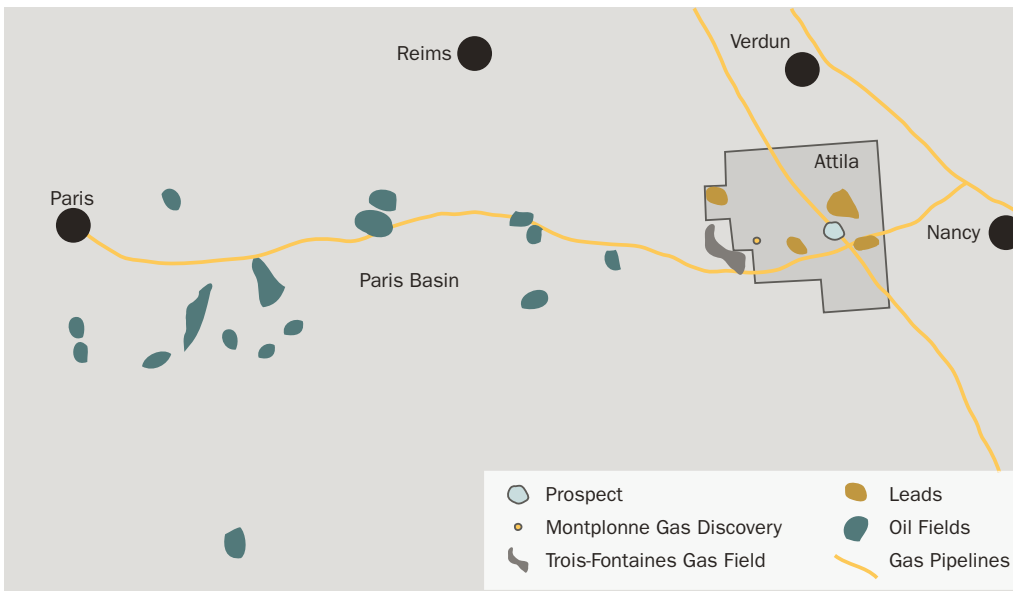 Verdun
Reims
Attila
Paris
Nancy
Paris Basin
Prospect
Montplonne Gas Discovery
Trois-Fontaines Gas Field
Leads
Oil Fields
Gas Pipelines